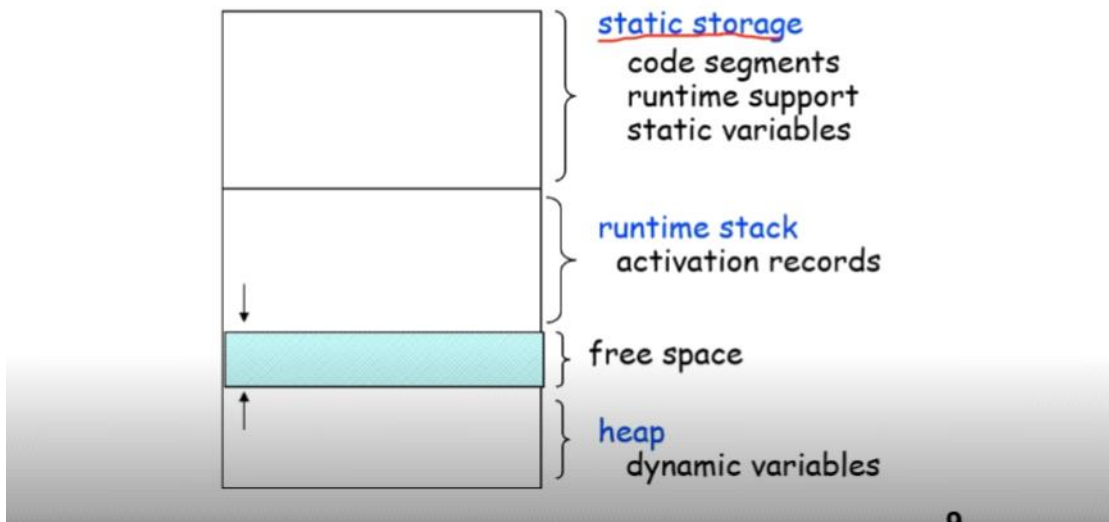 static storage
code segments
runtime support
static variables
runtime stack
activation records
free space
heap
dynamic variables